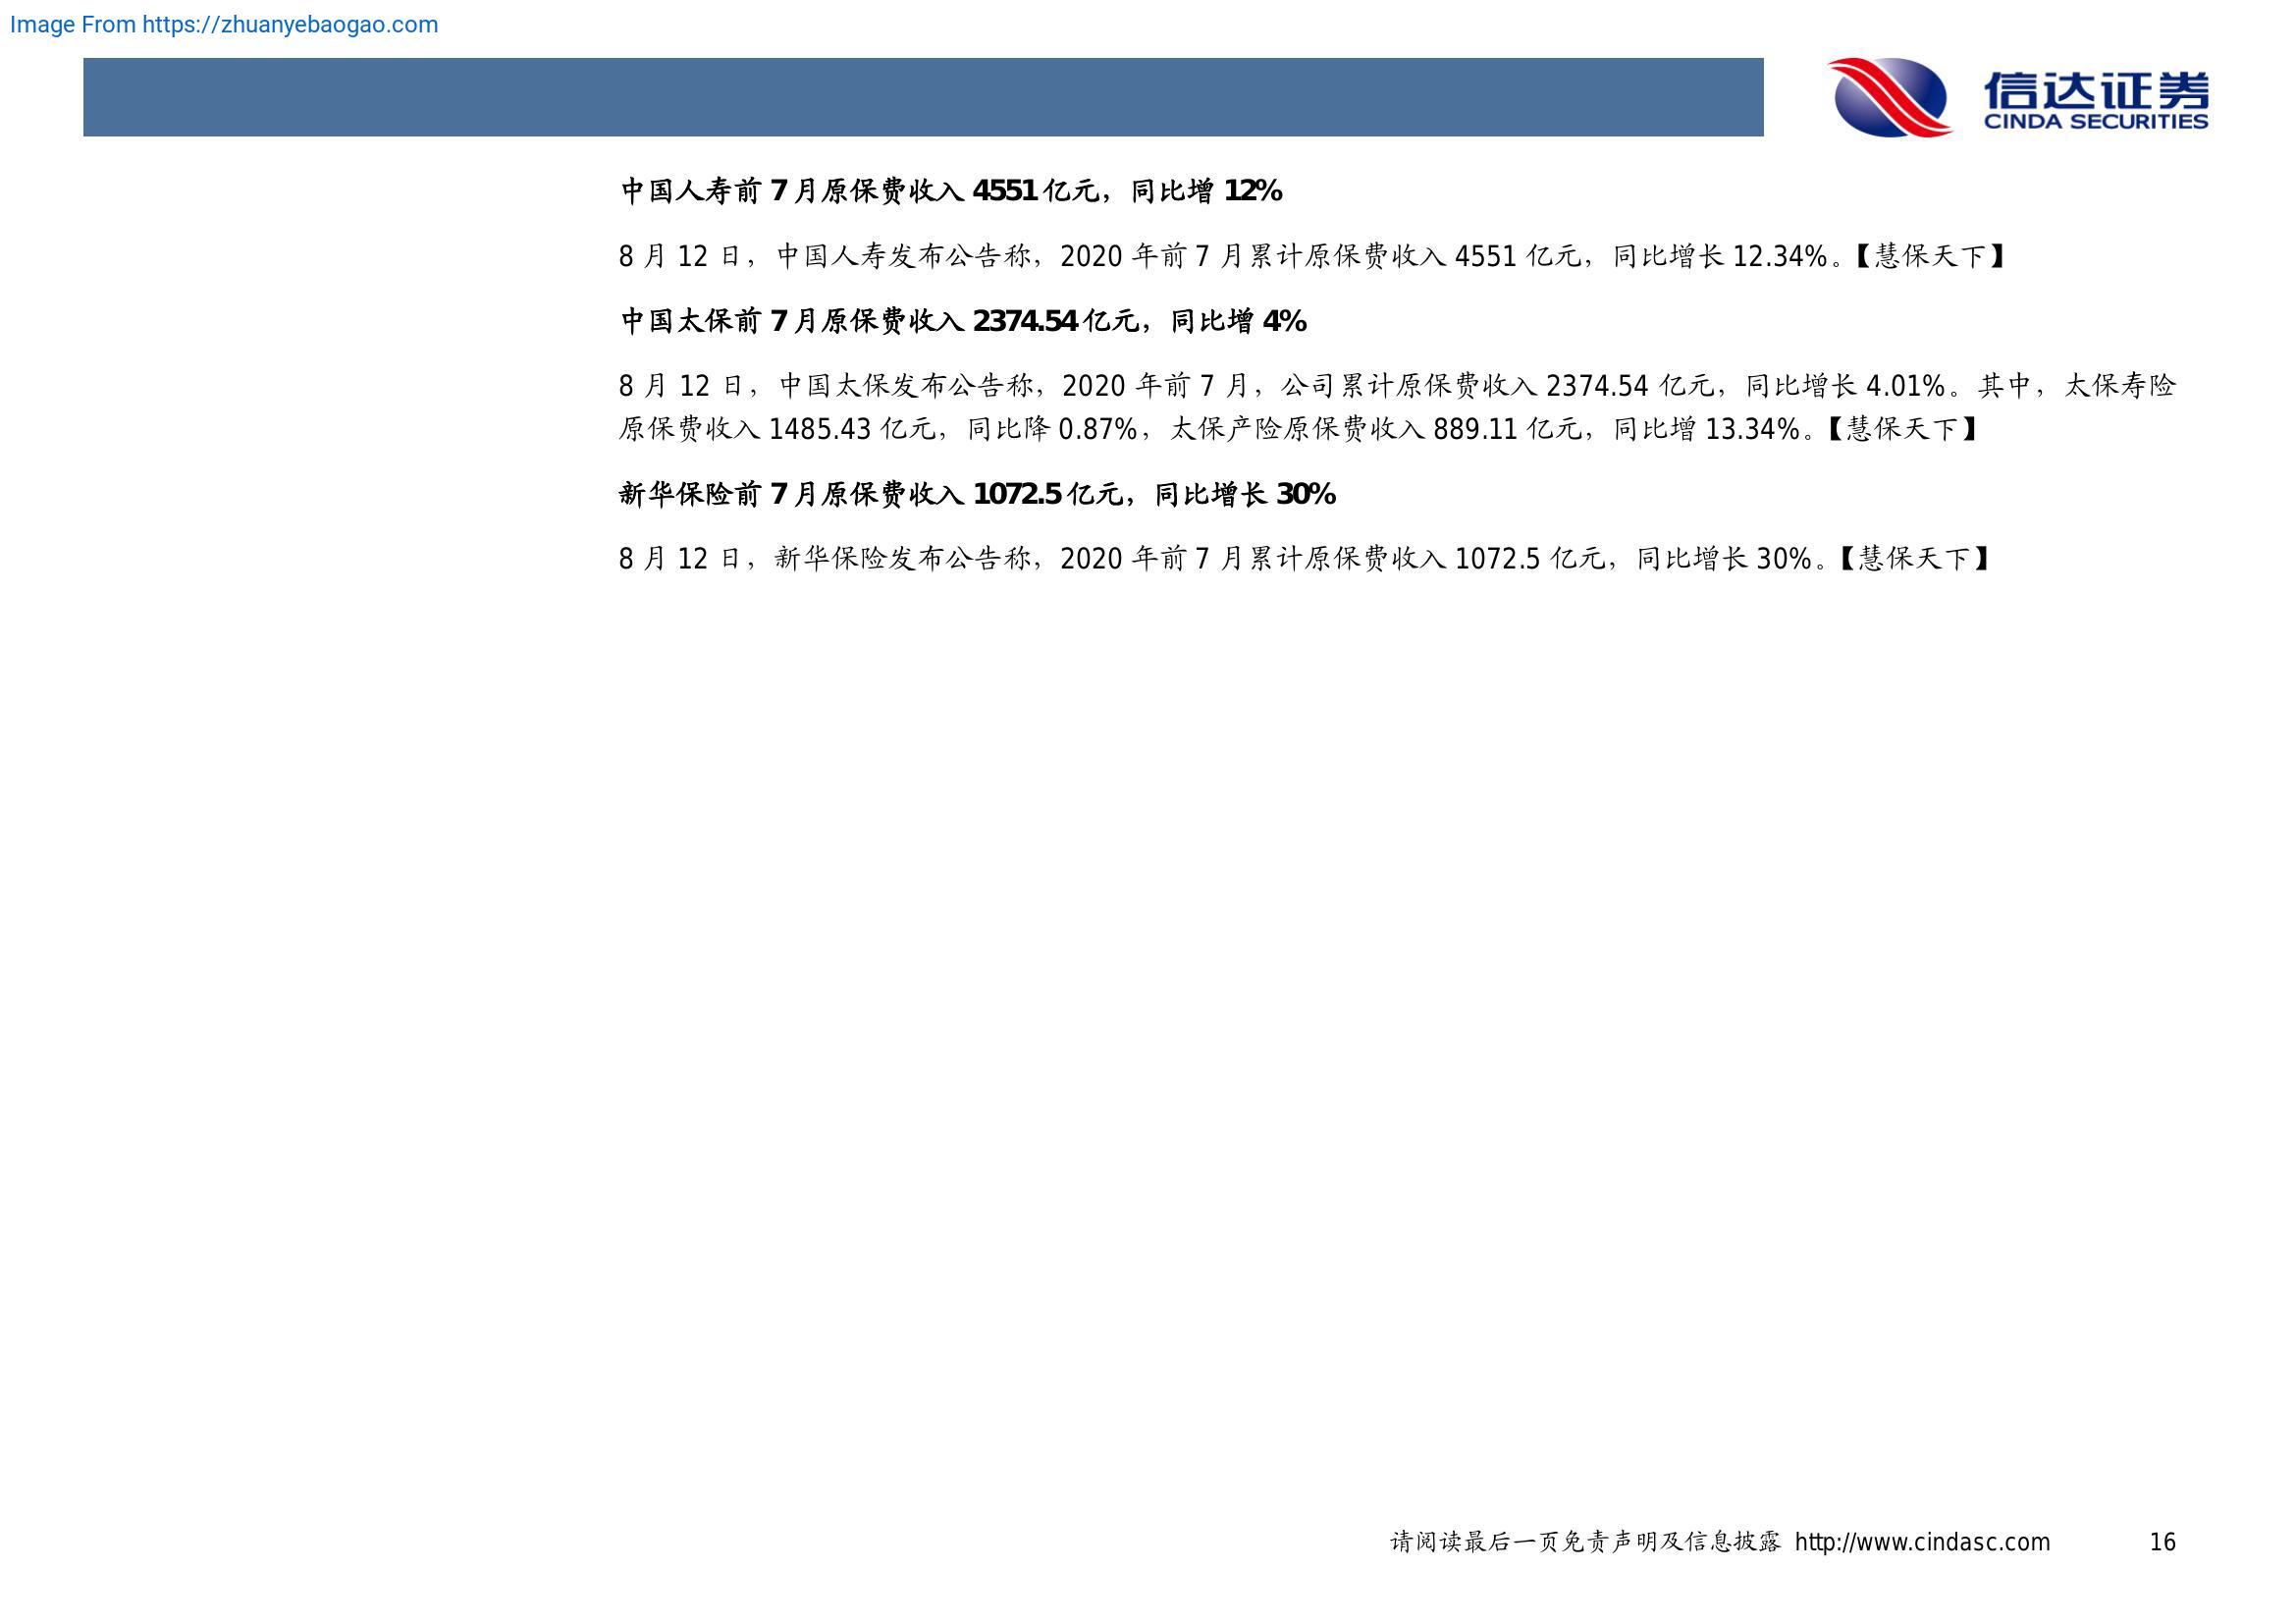 Image From https://zhuanyebaogao.com
信达证券
CINDA SECURITIES
中国人寿前 7 月原保费收入 4551 亿元，同比增 12%
8 月 12 日，中国人寿发布公告称，2020 年前 7 月累计原保费收入 4551 亿元，同比增长 12.34%。【慧保天下】
中国太保前 7 月原保费收入 2374.54 亿元，同比增 4%
8 月 12 日，中国太保发布公告称，2020 年前 7 月，公司累计原保费收入 2374.54 亿元，同比增长 4.01%。其中，太保寿险
原保费收入 1485.43 亿元，同比降 0.87%，太保产险原保费收入 889.11 亿元，同比增 13.34%。【慧保天下】
新华保险前 7 月原保费收入 1072.5 亿元，同比增长 30%
8 月 12 日，新华保险发布公告称，2020 年前 7 月累计原保费收入 1072.5 亿元，同比增长 30%。【慧保天下】
请阅读最后一页免责声明及信息披露 http://www.cindasc.com 16